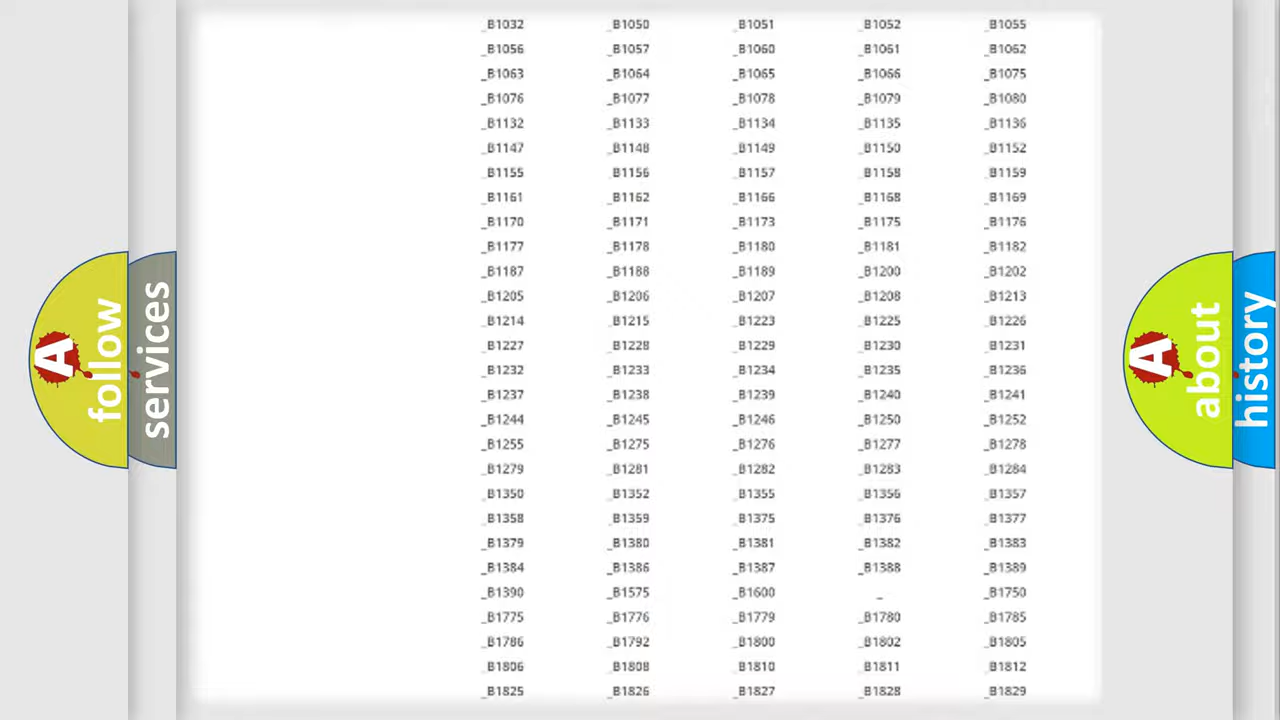 _B1032 _B1050 _B1051 _B1052 _B1055
_B1056 _B1057 _B1060 _B1061 _B1062
_B1063 _B1064 _B1065 _B1066 _B1075
_B1076 _B1077 _B1078 _B1079 _B1080
_B1132 _B1133 _B1134 _B1135 _B1136
_B1147 _B1148 _B1149 _B1150 _B1152
_B1155 _B1156 _B1157 _B1158 _B1159
_B1161 _B1162 _B1166 _B1168 _B1169
_B1170 _B1171 _B1173 _B1175 _B1176
_B1177 _B1178 _B1180 _B1181 _B1182
_B1187 _B1188 _B1189 _B1200 _B1202
_B1205 _B1206 _B1207 _B1208 _B1213
_B1214 _B1215 _B1223 _B1225 _B1226
_B1227 _B1228 _B1229 _B1230 _B1231
_B1232 _B1233 _B1234 _B1235 _B1236
_B1237 _B1238 _B1239 _B1240 _B1241
_B1244 _B1245 _B1246 _B1250 _B1252
_B1255 _B1275 _B1276 _B1277 _B1278
_B1279 _B1281 _B1282 _B1283 _B1284
_B1350 _B1352 _B1355 _B1356 _B1357
_B1358 _B1359 _B1375 _B1376 _B1377
_B1379 _B1380 _B1381 _B1382 _B1383
_B1384 _B1386 _B1387 _B1388 _B1389
_B1390 _B1575 _B1600 _ _B1750
_B1775 _B1776 _B1779 _B1780 _B1785
_B1786 _B1792 _B1800 _B1802 _B1805
_B1806 _B1808 _B1810 _B1811 _B1812
_B1825 _B1826 _B1827 _B1828 _B1829
A follow
services
A about
history